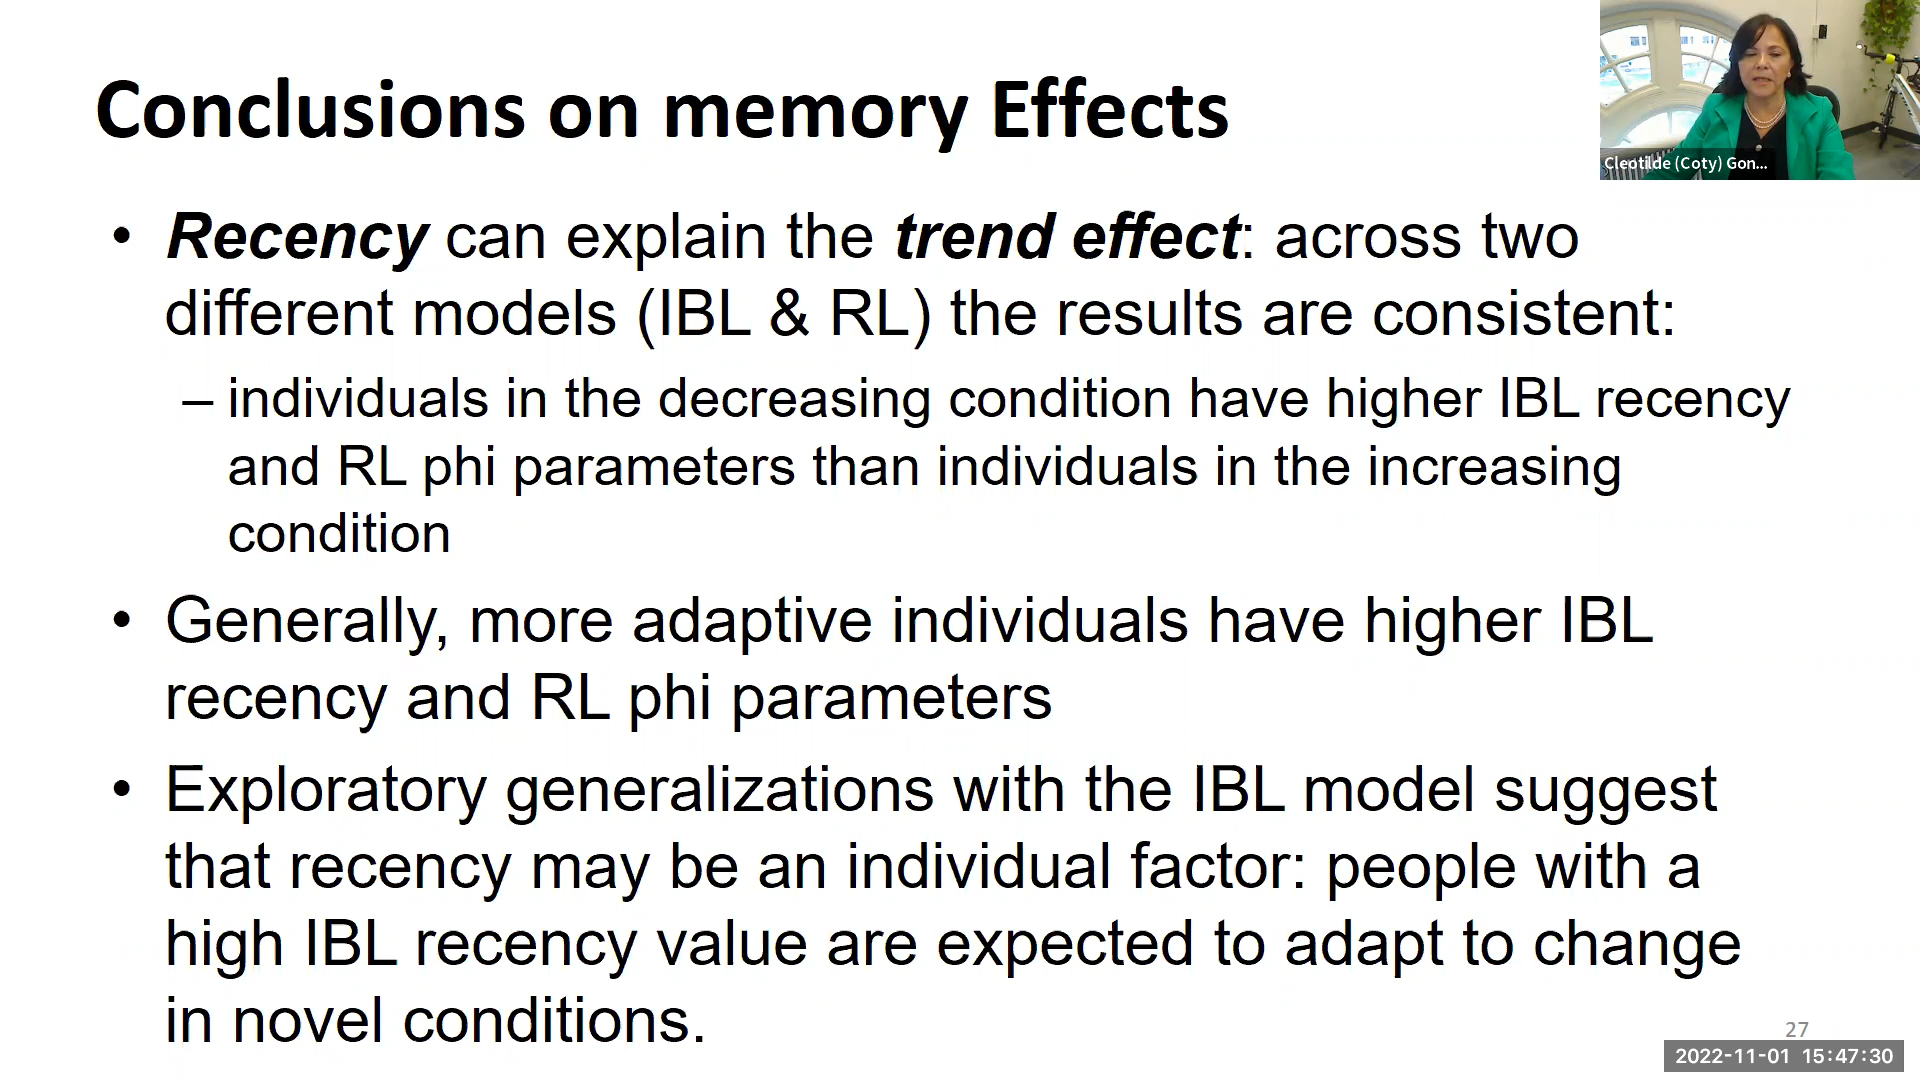 Conclusions on memory Effects
Cleotilde (Coty) Gon...
• Recency can explain the trend effect: across two
different models (IBL & RL) the results are consistent:
– individuals in the decreasing condition have higher IBL recency
and RL phi parameters than individuals in the increasing
condition
• Generally, more adaptive individuals have higher IBL
recency and RL phi parameters
• Exploratory generalizations with the IBL model suggest
that recency may be an individual factor: people with a
high IBL recency value are expected to adapt to change
in novel conditions.
27
2022-11-01 15:47:30